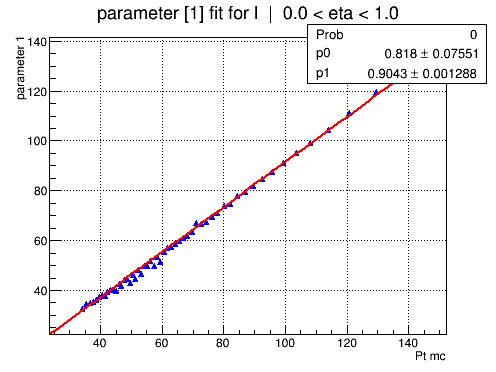 parameter [1] fit for l | 0.0 < eta < 1.0
Prob 0
p0 0.818 ± 0.07551
p1 0.9043 ± 0.001288
parameter 1
140
120
100
80
60
40
40 60 80 100 120 140
Pt mc